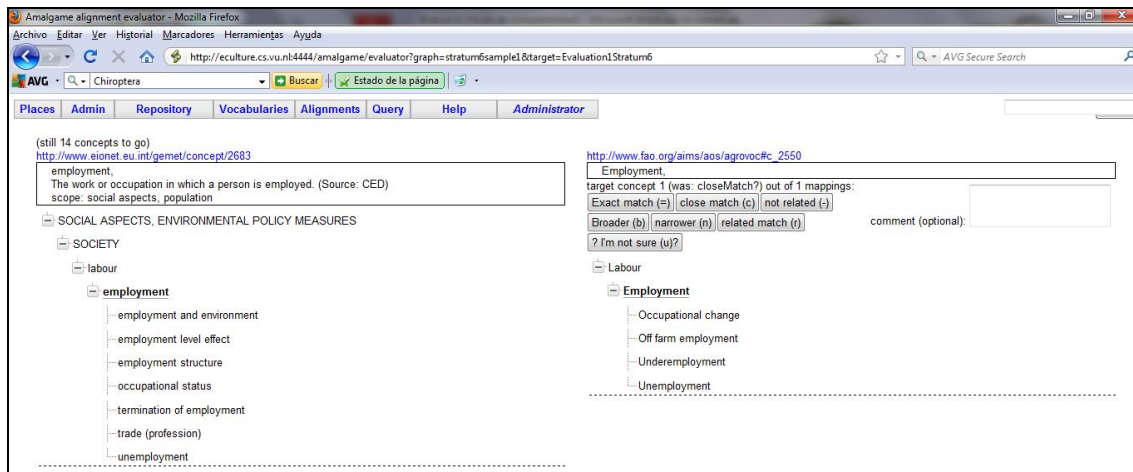 Amalgame alignment evaluator - Mozilla Firefox
Archivo Editar Ver Historial Marcadores Herramientas Ayuda
http://eculture.cs.vu.nl:4444/amalgame/evaluator?graph=stratum6sample1&target=Evaluation1Stratum6
AVG Secure Search
AVG Chiroptera Buscar Estado de la página
Places Admin Repository Vocabularies Alignments Query Help Administrator
(still 14 concepts to go)
http://www.eionet.eu.int/gemet/concept/2683
employment,
The work or occupation in which a person is employed. (Source: CED)
scope: social aspects, population
SOCIAL ASPECTS, ENVIRONMENTAL POLICY MEASURES
SOCIETY
labour
employment
employment and environment
employment level effect
employment structure
occupational status
termination of employment
trade (profession)
unemployment
http://www.fao.org/aims/aos/agrovoc#c_2550
Employment,
target concept 1 (was: closeMatch?) out of 1 mappings:
Exact match (=) close match (c) not related (-)
Broader (b) narrower (n) related match (r) comment (optional):
? I'm not sure (u)?
Labour
Employment
Occupational change
Off farm employment
Underemployment
Unemployment